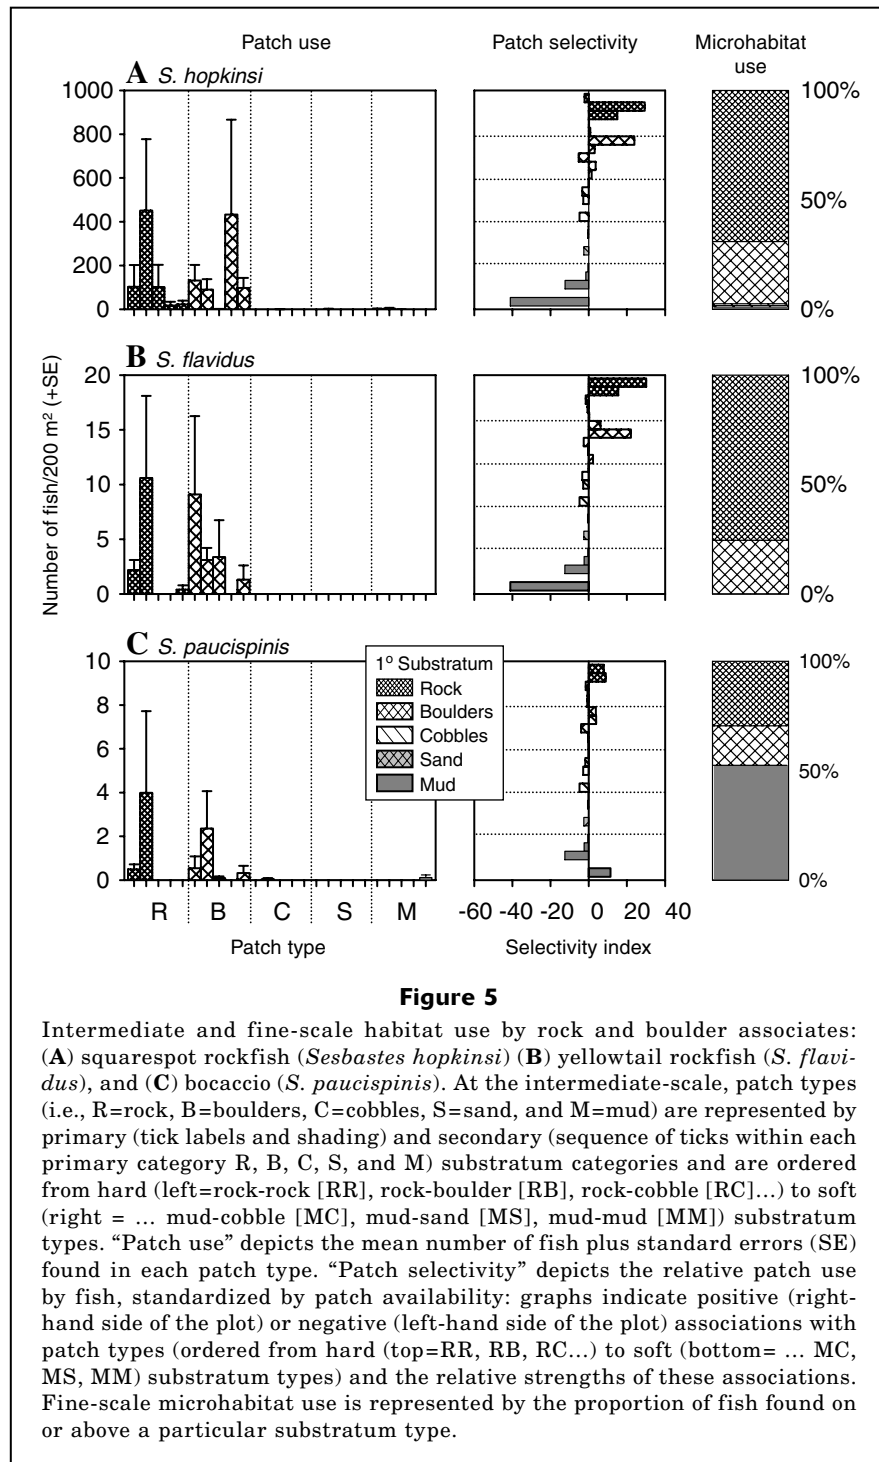 Patch use
Patch selectivity
Microhabitat
use
A S. hopkinsi
1000
800
600
400
200
0
100%
50%
0%
B S. flavidus
20
15
10
5
0
100%
50%
0%
Number of fish/200 m² (+SE)
C S. paucispinis
10
8
6
4
2
0
1° Substratum
Rock
Boulders
Cobbles
Sand
Mud
100%
50%
0%
R B C S M
Patch type
-60 -40 -20 0 20 40
Selectivity index
Figure 5
Intermediate and fine-scale habitat use by rock and boulder associates:
(A) squarespot rockfish (Sesbastes hopkinsi) (B) yellowtail rockfish (S. flavi-
dus), and (C) bocaccio (S. paucispinis). At the intermediate-scale, patch types
(i.e., R=rock, B=boulders, C=cobbles, S=sand, and M=mud) are represented by
primary (tick labels and shading) and secondary (sequence of ticks within each
primary category R, B, C, S, and M) substratum categories and are ordered
from hard (left=rock-rock [RR], rock-boulder [RB], rock-cobble [RC]...) to soft
(right = ... mud-cobble [MC], mud-sand [MS], mud-mud [MM]) substratum
types. “Patch use” depicts the mean number of fish plus standard errors (SE)
found in each patch type. “Patch selectivity” depicts the relative patch use
by fish, standardized by patch availability: graphs indicate positive (right-
hand side of the plot) or negative (left-hand side of the plot) associations with
patch types (ordered from hard (top=RR, RB, RC...) to soft (bottom= ... MC,
MS, MM) substratum types) and the relative strengths of these associations.
Fine-scale microhabitat use is represented by the proportion of fish found on
or above a particular substratum type.